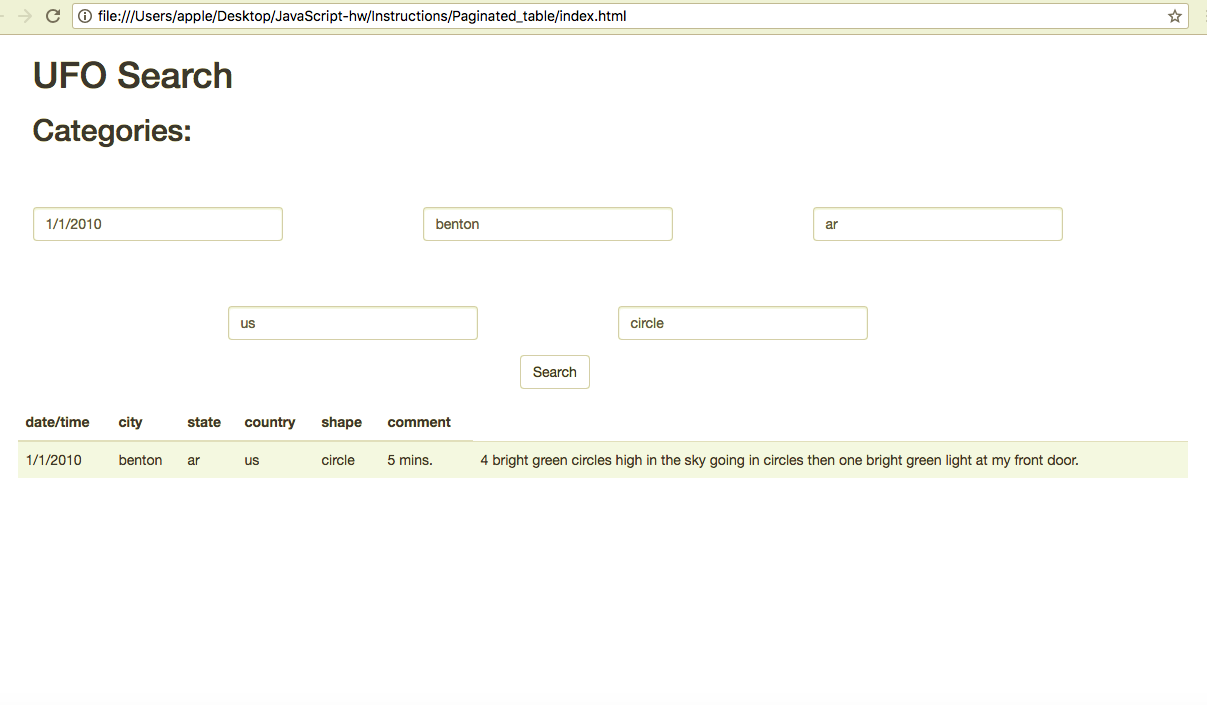 file:///Users/apple/Desktop/JavaScript-hw/Instructions/Paginated_table/index.html
UFO Search
Categories:
1/1/2010 benton ar
us circle
Search
date/time city state country shape comment
1/1/2010 benton ar us circle 5 mins. 4 bright green circles high in the sky going in circles then one bright green light at my front door.